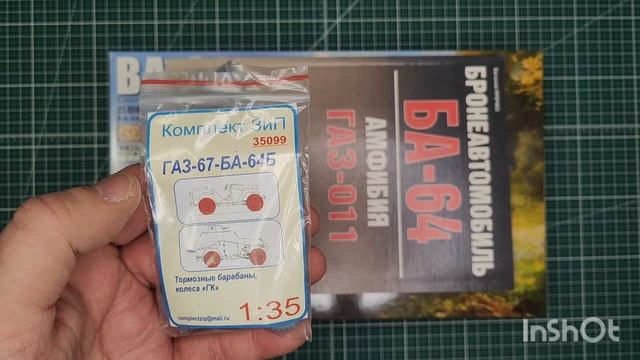 Комплект ЗиП
35099
ГАЗ-67-БА-64Б
Тормозные барабаны,
колеса «ГК»
1:35
complectzip@mail.ru
БРОНЕАВТОМОБИЛЬ
БА-64
АМФИБИЯ
ГАЗ-011
InShOt